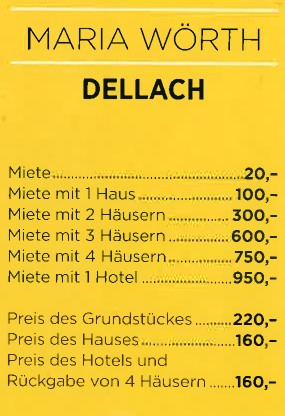 MARIA WÖRTH
DELLACH
Miete..............................20,–
Miete mit 1 Haus...............100,–
Miete mit 2 Häusern...........300,–
Miete mit 3 Häusern...........600,–
Miete mit 4 Häusern...........750,–
Miete mit 1 Hotel...............950,–
Preis des Grundstückes........220,–
Preis des Hauses................160,–
Preis des Hotels und
Rückgabe von 4 Häusern.....160,–